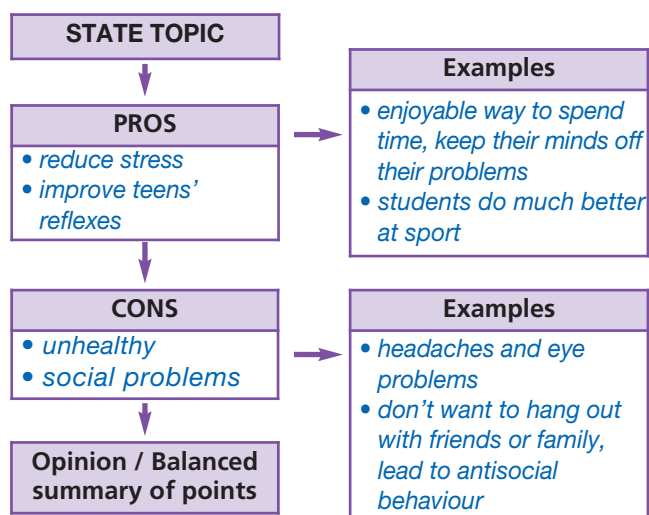 STATE TOPIC
PROS
• reduce stress
• improve teens’
reflexes
Examples
• enjoyable way to spend
time, keep their minds off
their problems
• students do much better
at sport
CONS
• unhealthy
• social problems
Examples
• headaches and eye
problems
• don’t want to hang out
with friends or family,
lead to antisocial
behaviour
Opinion / Balanced
summary of points